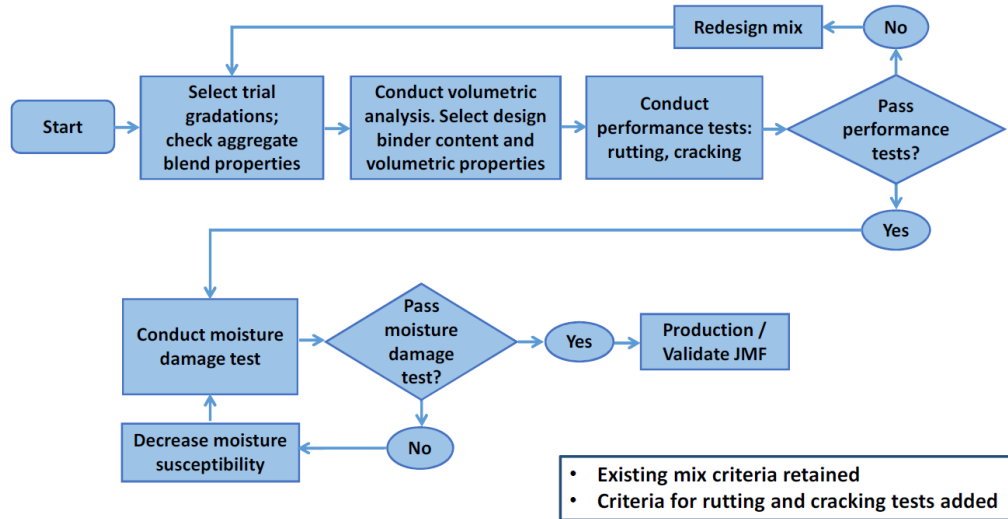 Redesign mix
No
Start
Select trial
gradations;
check aggregate
blend properties
Conduct volumetric
analysis. Select design
binder content and
volumetric properties
Conduct
performance tests:
rutting, cracking
Pass
performance
tests?
Yes
Conduct moisture
damage test
Pass
moisture
damage
test?
Yes
Production /
Validate JMF
Decrease moisture
susceptibility
No
• Existing mix criteria retained
• Criteria for rutting and cracking tests added